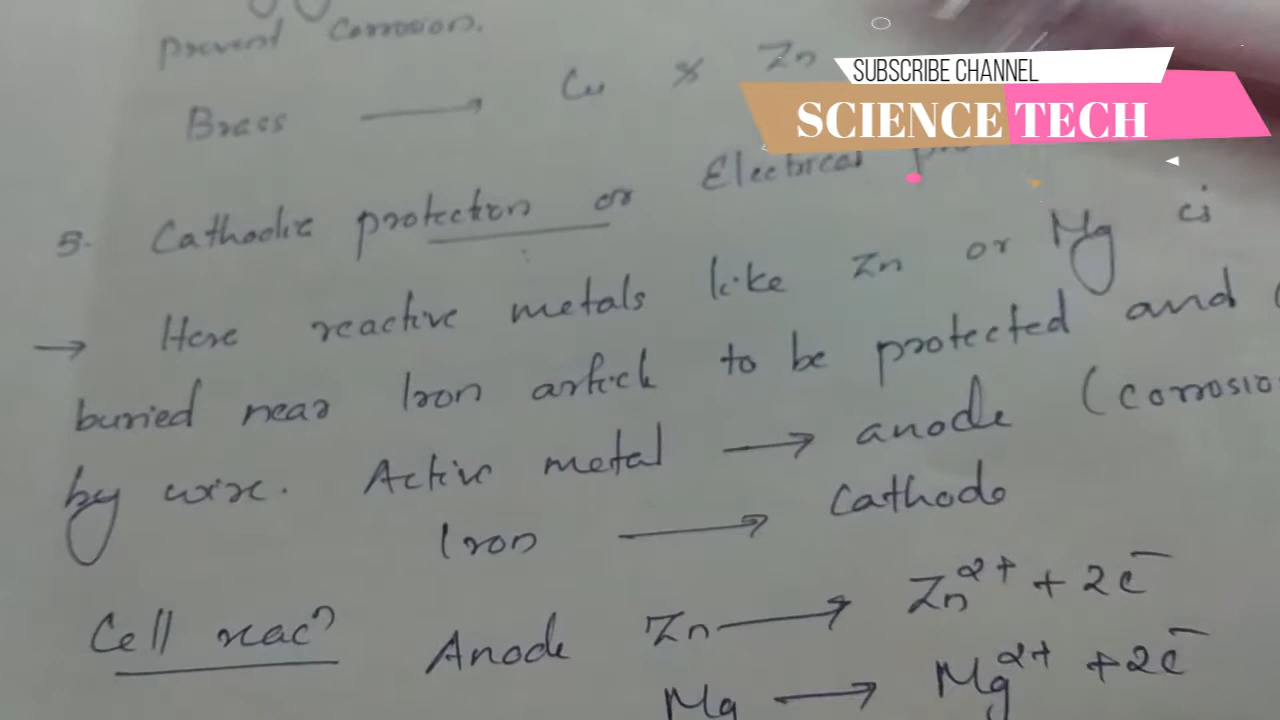 prevent Corrosion.
Brass → Cu & Zn
SUBSCRIBE CHANNEL
SCIENCE TECH
5. Cathodic protection or Electrical
→ Here reactive metals like Zn or Mg is
buried near Iron article to be protected and
by wire. Active metal → anode (corrosio
Iron → Cathode
Cell reacn Anode Zn → Zn²⁺ + 2e⁻
Mg → Mg²⁺ + 2e⁻